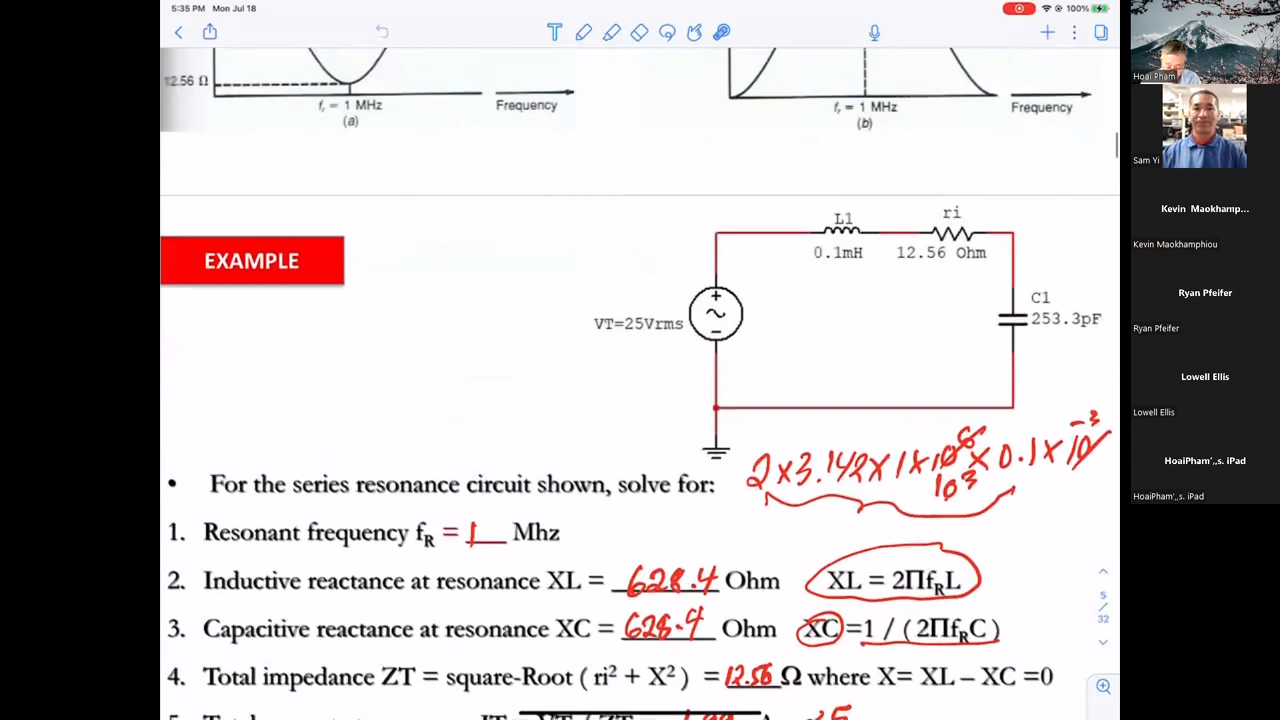 5:35 PM Mon Jul 18
100%
12.56 Ω
fr = 1 MHz
Frequency
(a)
fr = 1 MHz
Frequency
(b)
EXAMPLE
L1
0.1mH
ri
12.56 Ohm
VT=25Vrms
C1
253.3pF
2 x 3.142 x 1 x 10⁶ x 0.1 x 10⁻³
10³
• For the series resonance circuit shown, solve for:
1. Resonant frequency fR = 1 Mhz
2. Inductive reactance at resonance XL = 628.4 Ohm XL = 2ΠfRL
3. Capacitive reactance at resonance XC = 628.4 Ohm XC =1 / ( 2ΠfRC )
4. Total impedance ZT = square-Root ( ri² + X² ) = 12.56 Ω where X= XL – XC =0
5
/
32
Hoai Pham
Sam Yi
Kevin Maokhamp...
Kevin Maokhamphiou
Ryan Pfeifer
Ryan Pfeifer
Lowell Ellis
Lowell Ellis
HoaiPham',,s. iPad
HoaiPham',,s. iPad